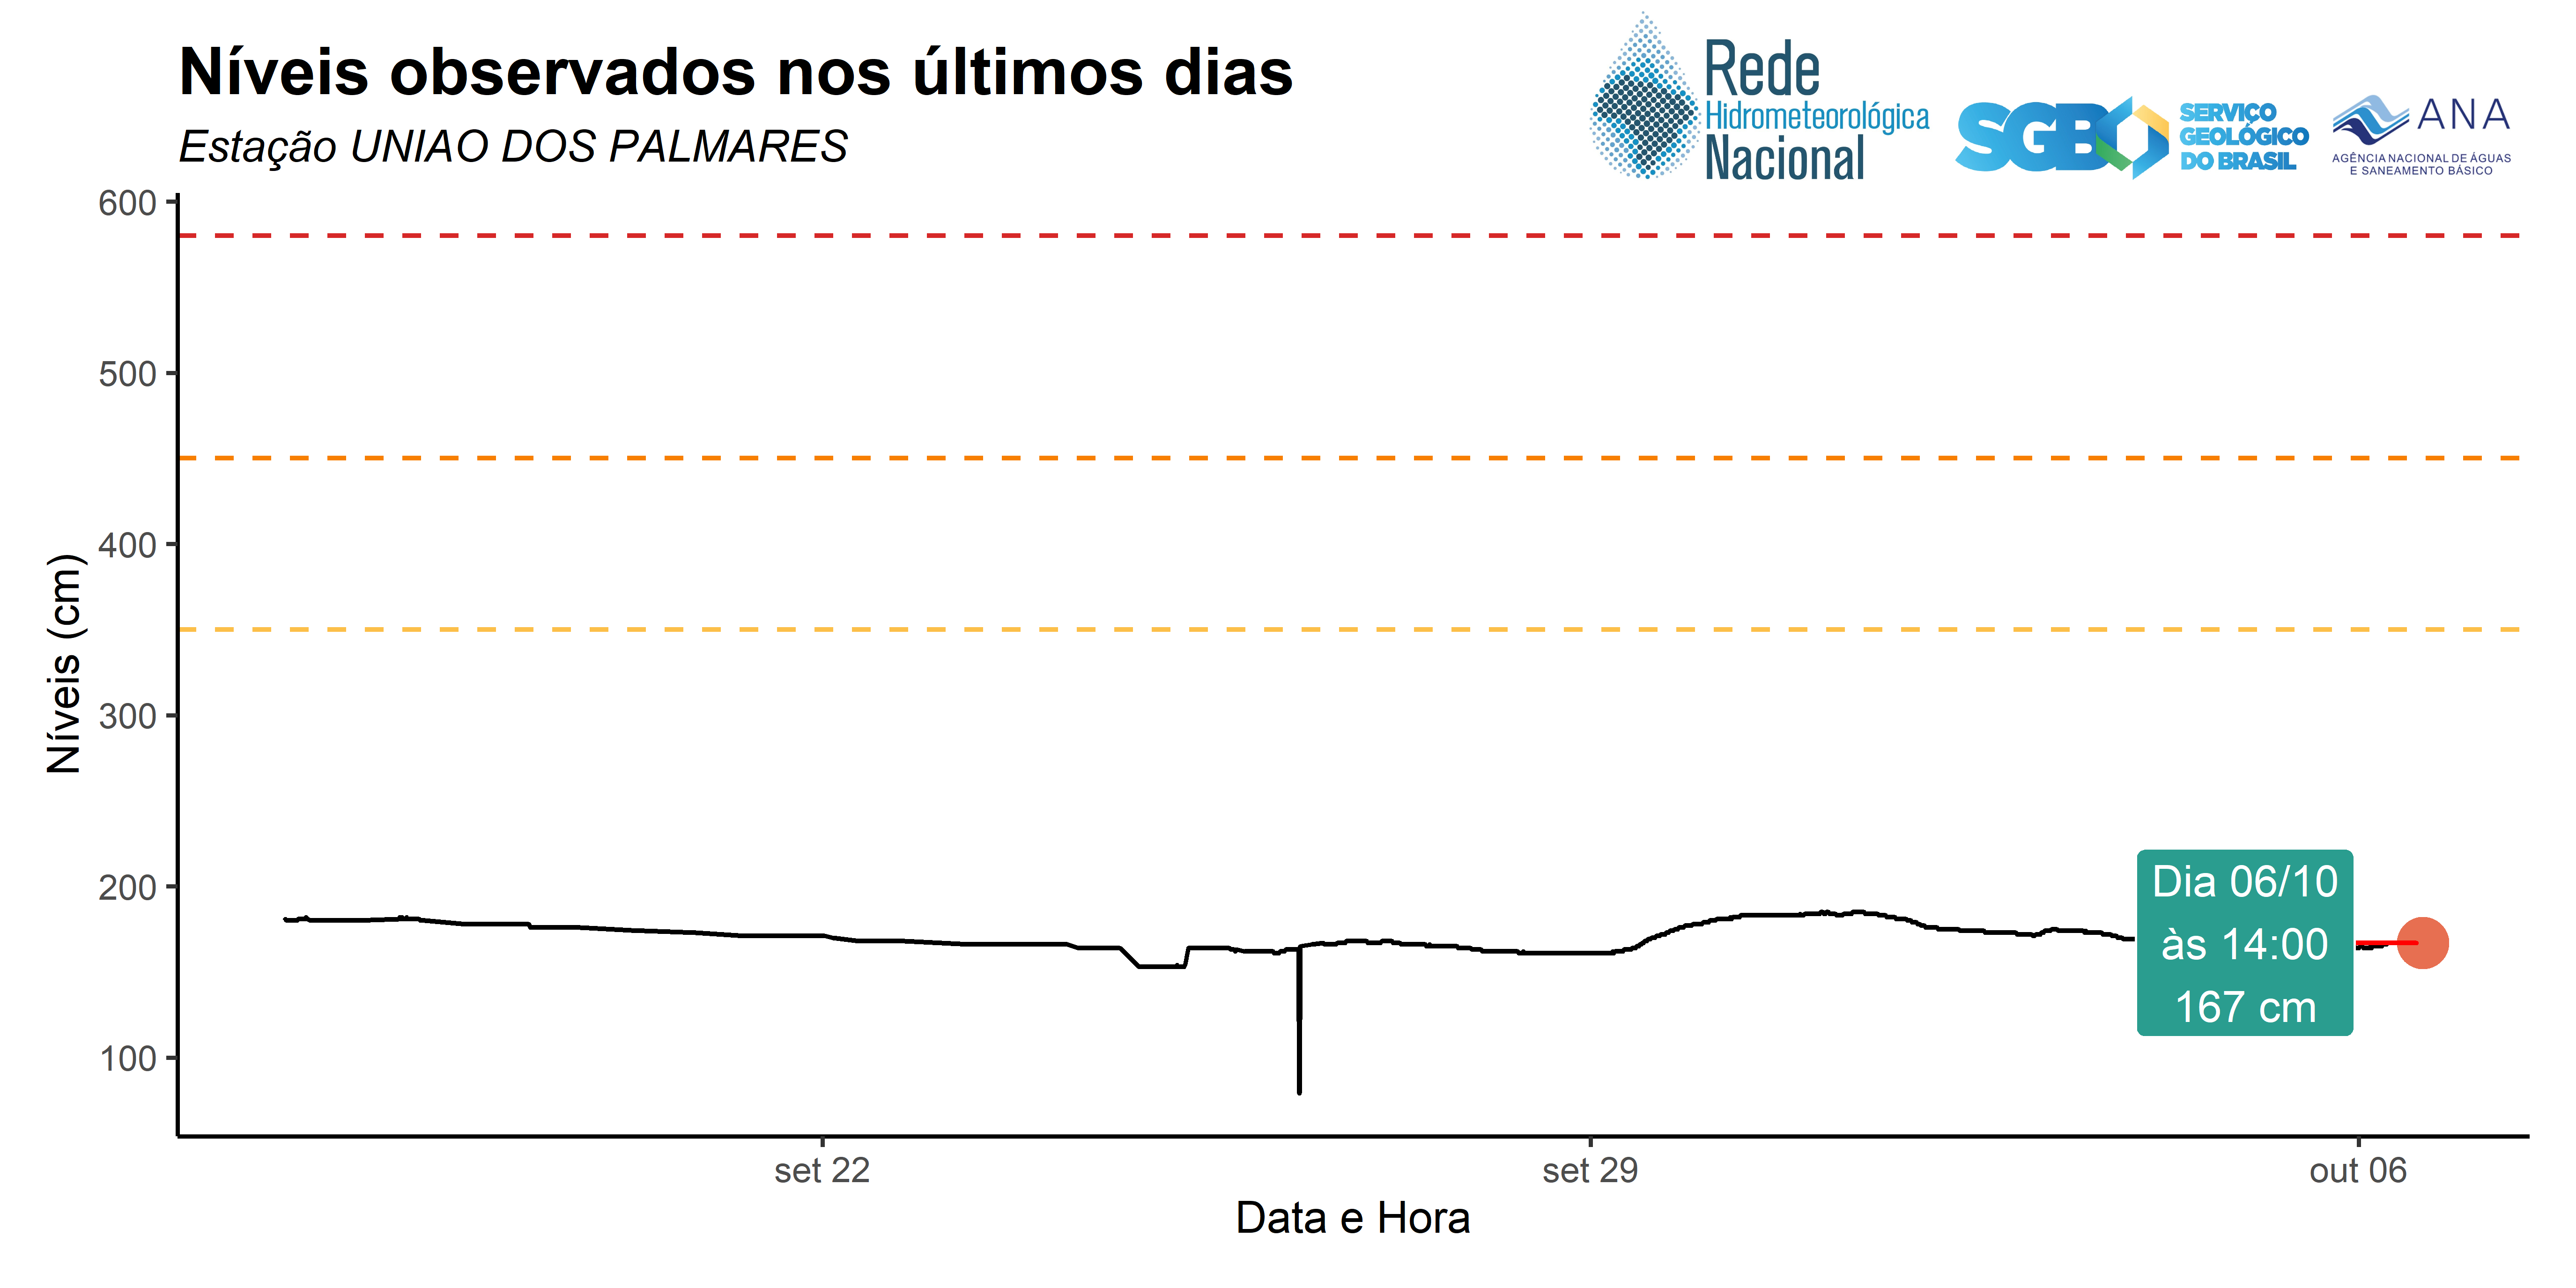 Níveis observados nos últimos dias
Estação UNIAO DOS PALMARES
Rede
Hidrometeorológica
Nacional
SGB
SERVIÇO
GEOLÓGICO
DO BRASIL
ANA
AGÊNCIA NACIONAL DE ÁGUAS
E SANEAMENTO BÁSICO
Níveis (cm)
600
500
400
300
200
100
Dia 06/10
às 14:00
167 cm
set 22
set 29
out 06
Data e Hora